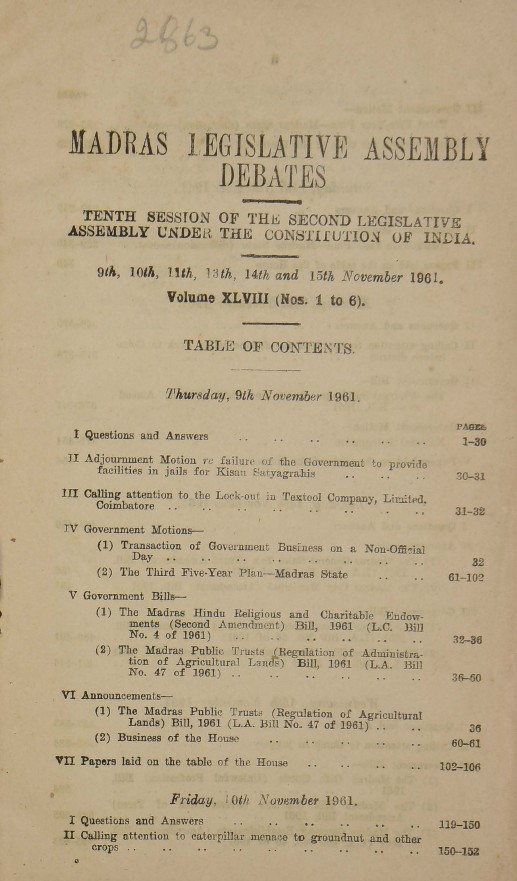 2863
MADRAS LEGISLATIVE ASSEMBLY
DEBATES
TENTH SESSION OF THE SECOND LEGISLATIVE
ASSEMBLY UNDER THE CONSTITUTION OF INDIA.
9th, 10th, 11th, 13th, 14th and 15th November 1961.
Volume XLVIII (Nos. 1 to 6).
TABLE OF CONTENTS.
Thursday, 9th November 1961.
PAGES
I Questions and Answers .. .. .. .. .. .. 1-30
II Adjournment Motion re failure of the Government to provide
facilities in jails for Kisan Satyagrahis .. .. .. 30-31
III Calling attention to the Lock-out in Textool Company, Limited,
Coimbatore .. .. .. .. .. .. .. .. 31-32
IV Government Motions—
(1) Transaction of Government Business on a Non-Official
Day .. .. .. .. .. .. .. .. 32
(2) The Third Five-Year Plan—Madras State .. .. 61-102
V Government Bills—
(1) The Madras Hindu Religious and Charitable Endow-
ments (Second Amendment) Bill, 1961 (L.C. Bill
No. 4 of 1961) .. .. .. .. .. .. 32-36
(2) The Madras Public Trusts (Regulation of Administra-
tion of Agricultural Lands) Bill, 1961 (L.A. Bill
No. 47 of 1961) .. .. .. .. .. .. 36-60
VI Announcements—
(1) The Madras Public Trusts (Regulation of Agricultural
Lands) Bill, 1961 (L.A. Bill No. 47 of 1961) .. .. 36
(2) Business of the House .. .. .. .. .. 60-61
VII Papers laid on the table of the House .. .. .. .. 102-106
Friday, 10th November 1961.
I Questions and Answers .. .. .. .. .. .. 119-150
II Calling attention to caterpillar menace to groundnut and other
crops .. .. .. .. .. .. .. .. .. 150-152